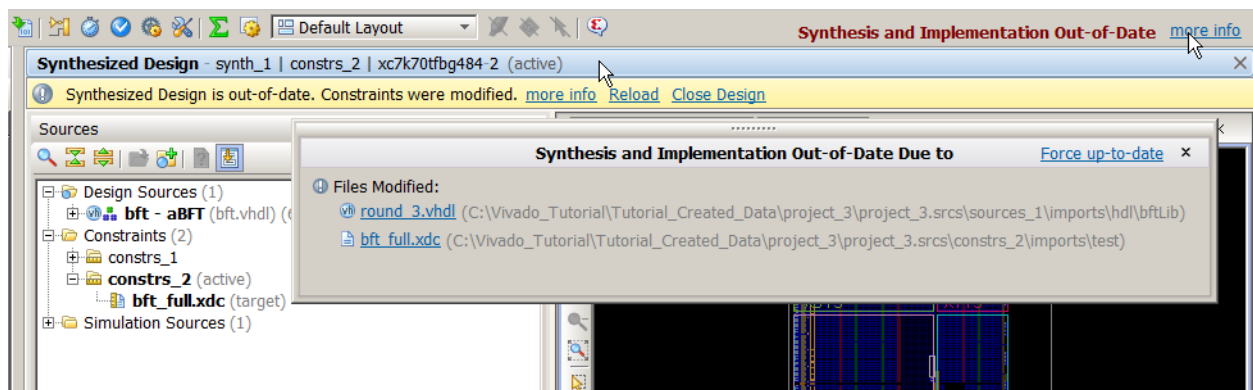 Default Layout
Synthesis and Implementation Out-of-Date more info
Synthesized Design - synth_1 | constrs_2 | xc7k70tfbg484-2 (active)
Synthesized Design is out-of-date. Constraints were modified. more info Reload Close Design
Sources
Synthesis and Implementation Out-of-Date Due to Force up-to-date
Files Modified:
round_3.vhdl (C:\Vivado_Tutorial\Tutorial_Created_Data\project_3\project_3.srcs\sources_1\imports\hdl\bftLib)
bft_full.xdc (C:\Vivado_Tutorial\Tutorial_Created_Data\project_3\project_3.srcs\constrs_2\imports\test)
Design Sources (1)
bft - aBFT (bft.vhdl)
Constraints (2)
constrs_1
constrs_2 (active)
bft_full.xdc (target)
Simulation Sources (1)